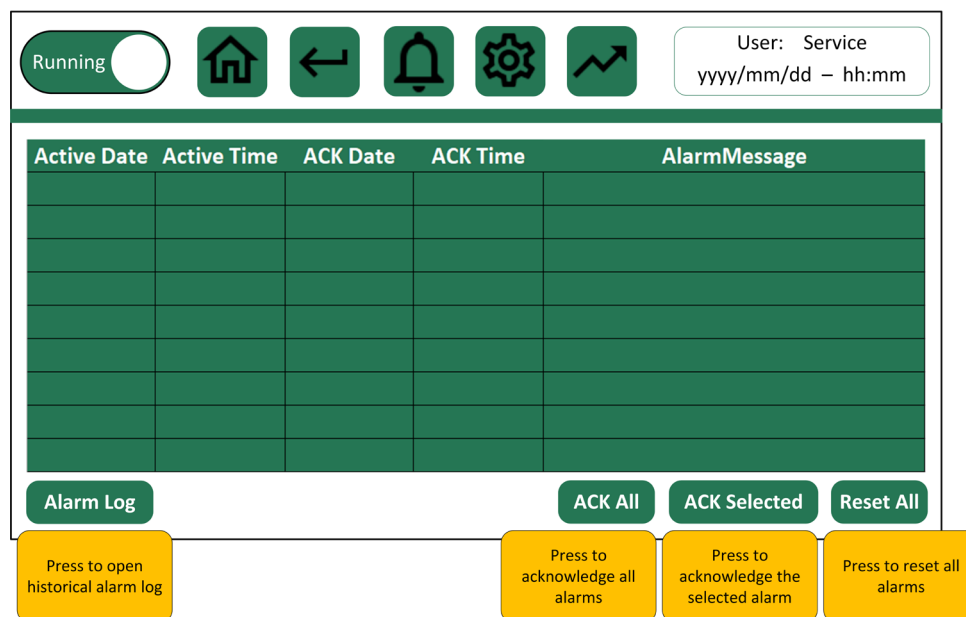 Running
User: Service
yyyy/mm/dd – hh:mm
Active Date Active Time ACK Date ACK Time AlarmMessage
Alarm Log ACK All ACK Selected Reset All
Press to open
historical alarm log
Press to
acknowledge all
alarms
Press to
acknowledge the
selected alarm
Press to reset all
alarms